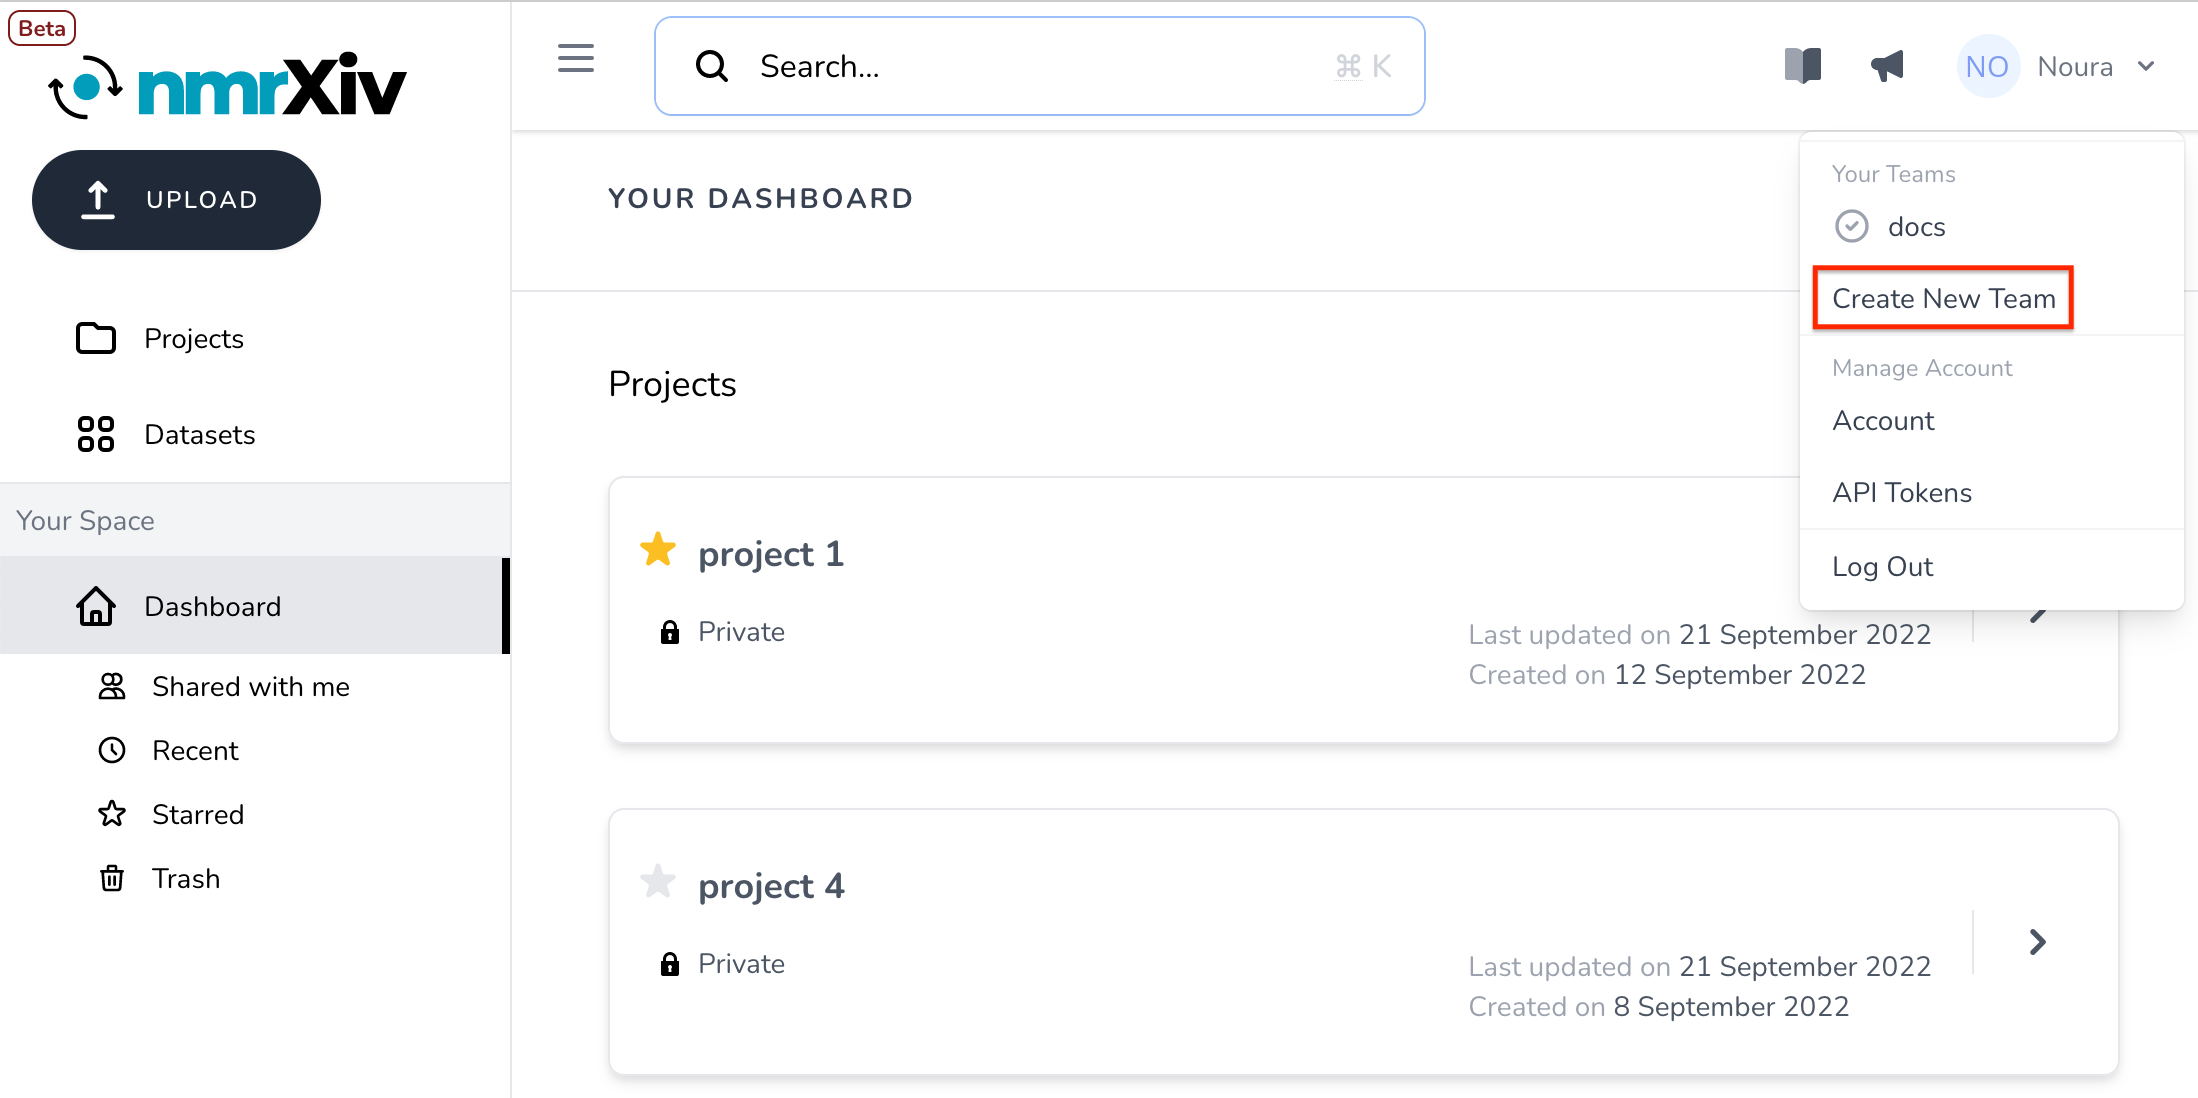 Beta
nmrXiv
UPLOAD
Projects
Datasets
Your Space
Dashboard
Shared with me
Recent
Starred
Trash
Search...
⌘ K
NO
Noura
YOUR DASHBOARD
Your Teams
docs
Create New Team
Manage Account
Account
API Tokens
Log Out
Projects
project 1
Private
Last updated on 21 September 2022
Created on 12 September 2022
project 4
Private
Last updated on 21 September 2022
Created on 8 September 2022